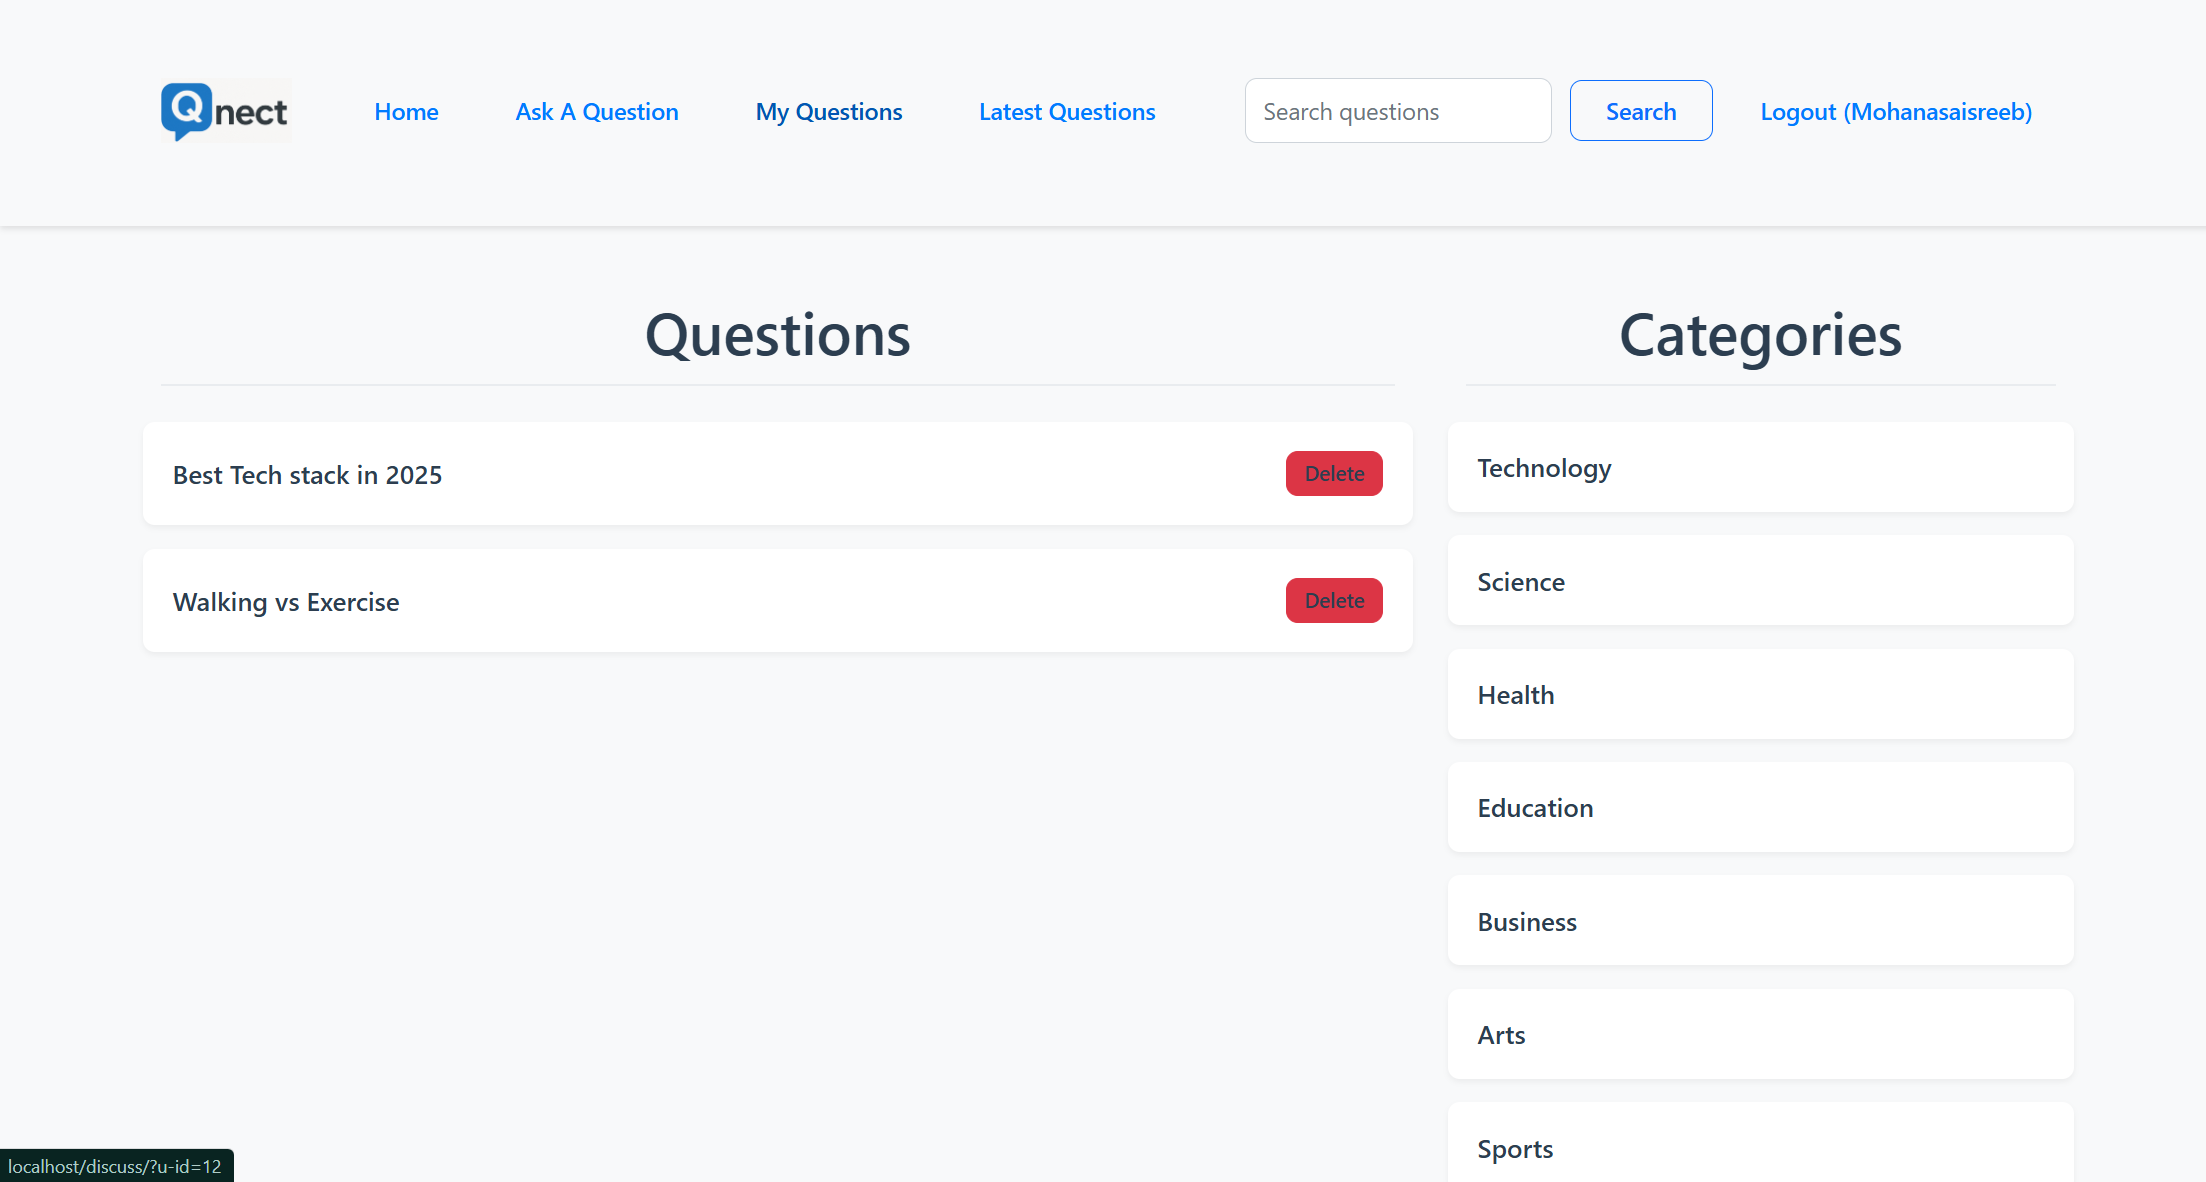 Qnect
Home
Ask A Question
My Questions
Latest Questions
Search questions
Search
Logout (Mohanasaisreeb)
Questions
Best Tech stack in 2025
Delete
Walking vs Exercise
Delete
Categories
Technology
Science
Health
Education
Business
Arts
Sports
localhost/discuss/?u-id=12